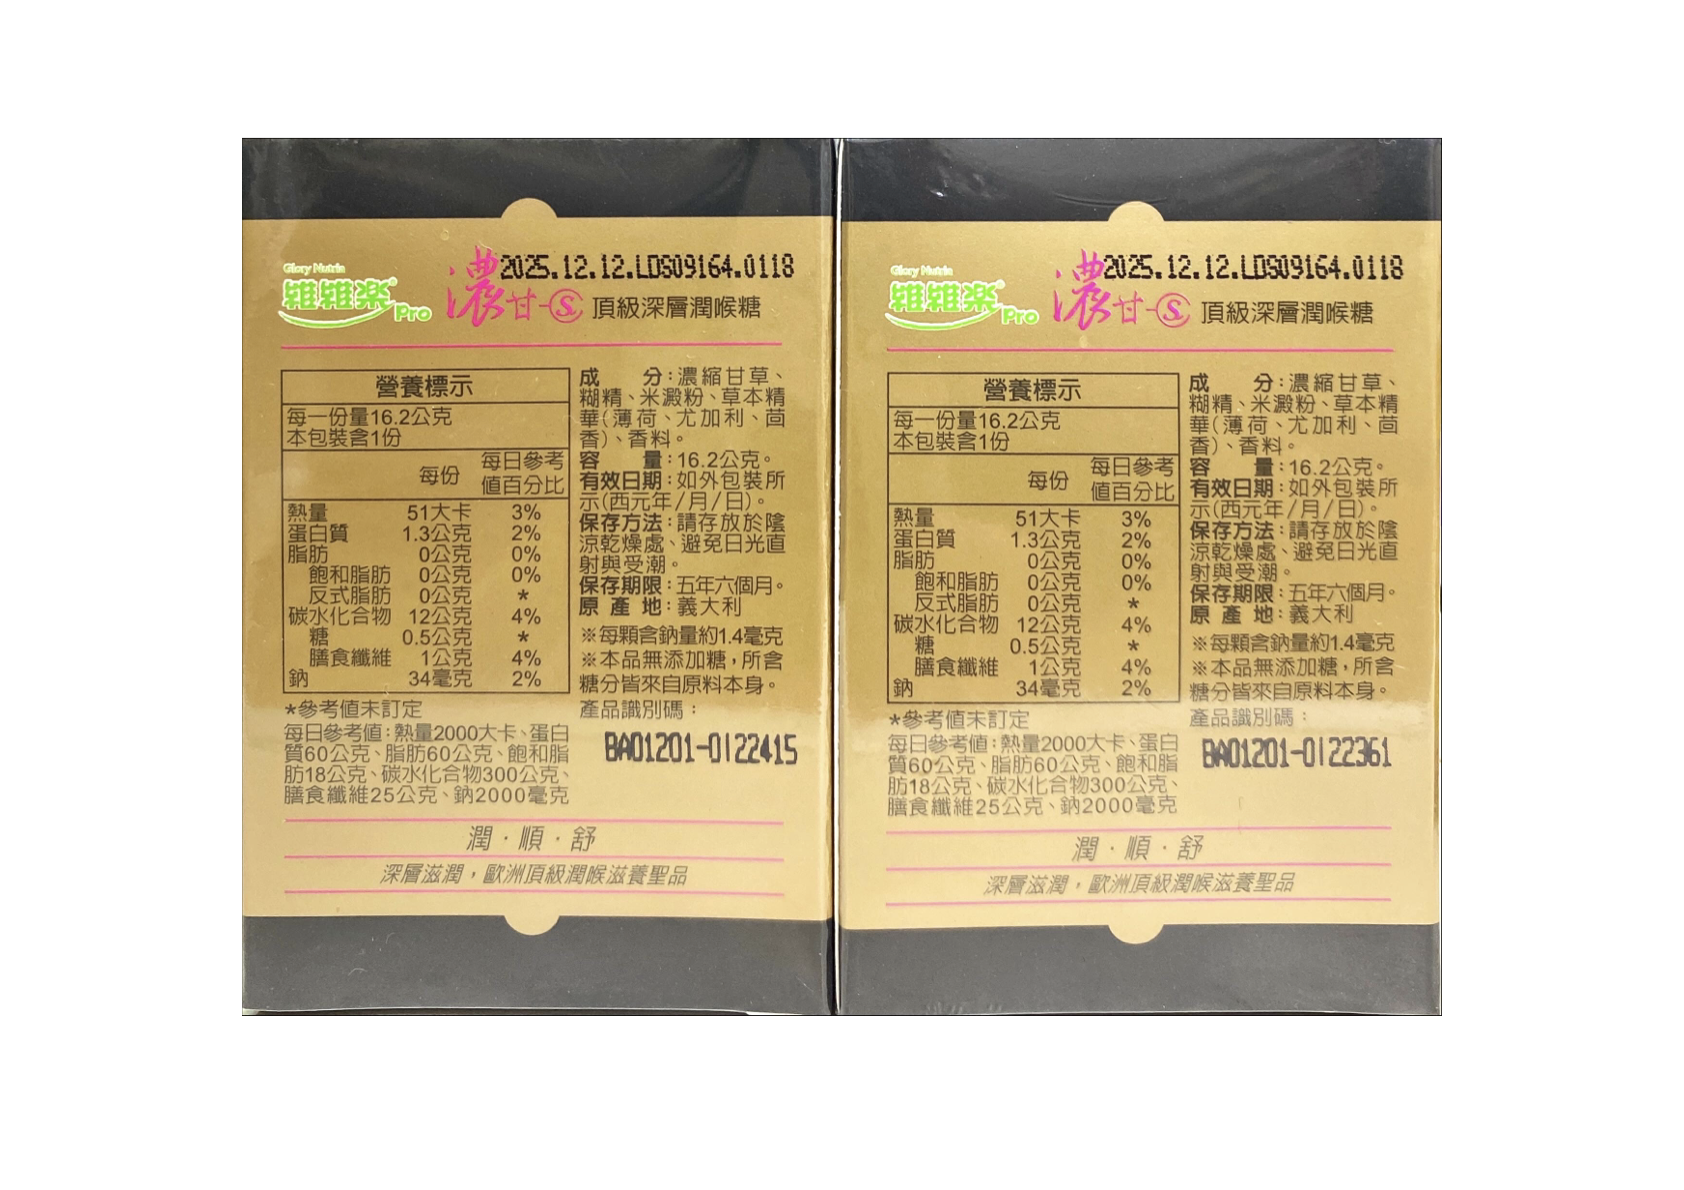 Glory Nutrin
維維樂® Pro
濃甘-Ⓢ 頂級深層潤喉糖
2025.12.12.LDS09164.0118
營養標示
每一份量16.2公克
本包裝含1份
每份 每日參考值百分比
熱量 51大卡 3%
蛋白質 1.3公克 2%
脂肪 0公克 0%
飽和脂肪 0公克 0%
反式脂肪 0公克 *
碳水化合物 12公克 4%
糖 0.5公克 *
膳食纖維 1公克 4%
鈉 34毫克 2%
*參考值未訂定
每日參考值:熱量2000大卡、蛋白
質60公克、脂肪60公克、飽和脂
肪18公克、碳水化合物300公克、
膳食纖維25公克、鈉2000毫克
成 分:濃縮甘草、
糊精、米澱粉、草本精
華(薄荷、尤加利、茴
香)、香料。
容 量:16.2公克。
有效日期:如外包裝所
示(西元年/月/日)。
保存方法:請存放於陰
涼乾燥處、避免日光直
射與受潮。
保存期限:五年六個月。
原產地:義大利
※每顆含鈉量約1.4毫克
※本品無添加糖,所含
糖分皆來自原料本身。
產品識別碼:
BA01201-0122415
潤·順·舒
深層滋潤,歐洲頂級潤喉滋養聖品
Glory Nutrin
維維樂® Pro
濃甘-Ⓢ 頂級深層潤喉糖
2025.12.12.LDS09164.0118
營養標示
每一份量16.2公克
本包裝含1份
每份 每日參考值百分比
熱量 51大卡 3%
蛋白質 1.3公克 2%
脂肪 0公克 0%
飽和脂肪 0公克 0%
反式脂肪 0公克 *
碳水化合物 12公克 4%
糖 0.5公克 *
膳食纖維 1公克 4%
鈉 34毫克 2%
*參考值未訂定
每日參考值:熱量2000大卡、蛋白
質60公克、脂肪60公克、飽和脂
肪18公克、碳水化合物300公克、
膳食纖維25公克、鈉2000毫克
成 分:濃縮甘草、
糊精、米澱粉、草本精
華(薄荷、尤加利、茴
香)、香料。
容 量:16.2公克。
有效日期:如外包裝所
示(西元年/月/日)。
保存方法:請存放於陰
涼乾燥處、避免日光直
射與受潮。
保存期限:五年六個月。
原產地:義大利
※每顆含鈉量約1.4毫克
※本品無添加糖,所含
糖分皆來自原料本身。
產品識別碼:
BA01201-0122361
潤·順·舒
深層滋潤,歐洲頂級潤喉滋養聖品